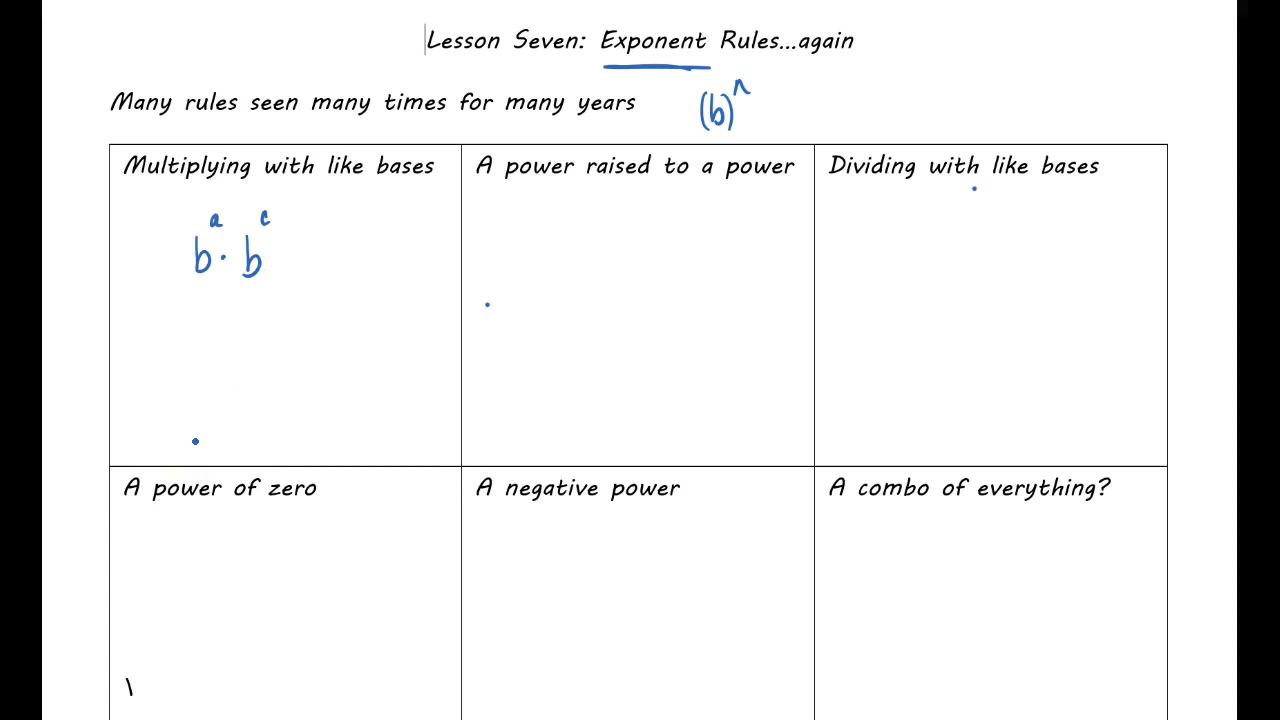 Lesson Seven: Exponent Rules...again
Many rules seen many times for many years (b)^n
Multiplying with like bases
b^a · b^c
A power raised to a power
Dividing with like bases
A power of zero
\
A negative power
A combo of everything?